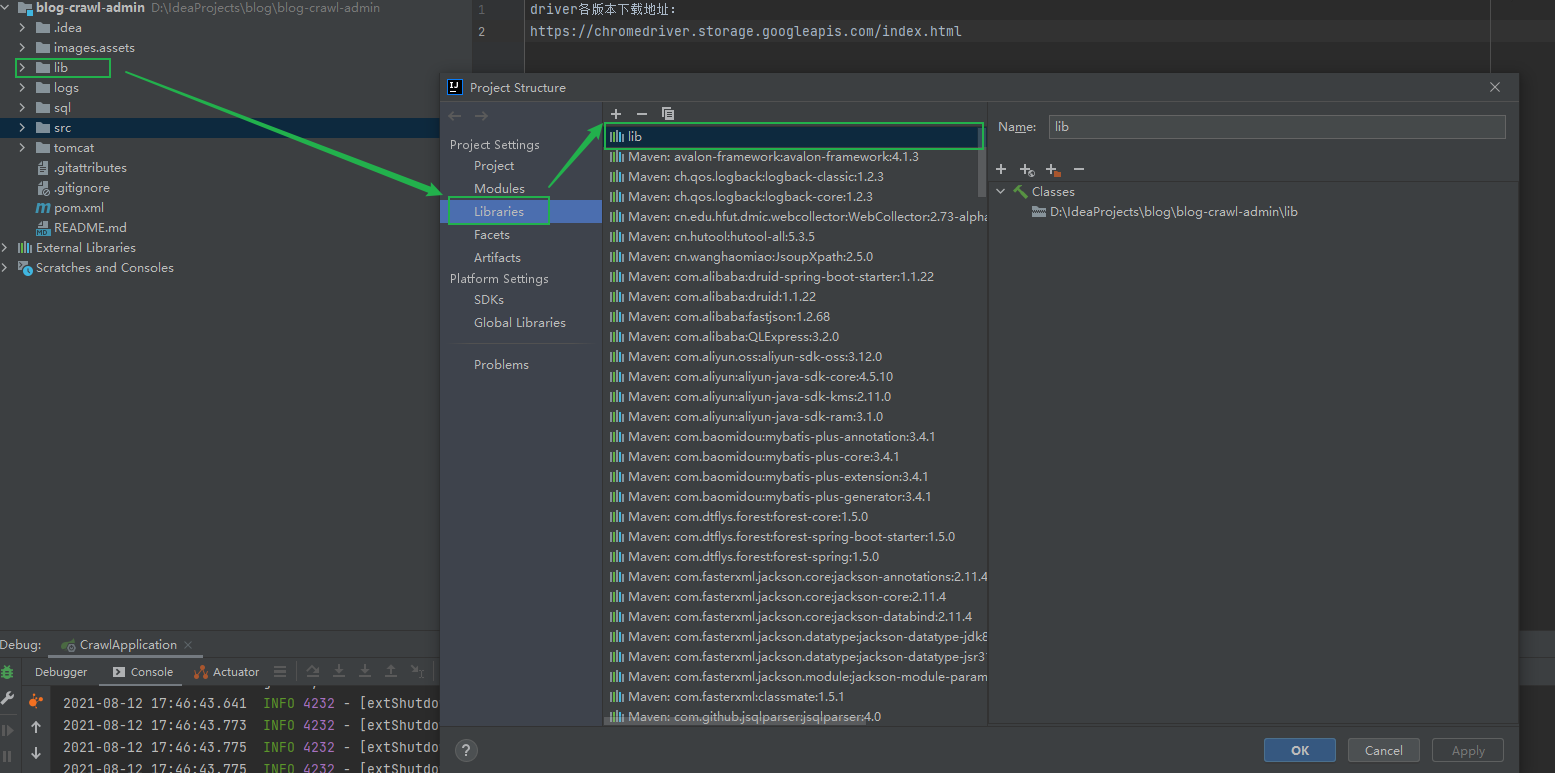 blog-crawl-admin D:\IdeaProjects\blog\blog-crawl-admin
.idea
images.assets
lib
logs
sql
src
tomcat
.gitattributes
.gitignore
pom.xml
README.md
External Libraries
Scratches and Consoles
1 driver各版本下载地址:
2 https://chromedriver.storage.googleapis.com/index.html
Project Structure
Project Settings
Project
Modules
Libraries
Facets
Artifacts
Platform Settings
SDKs
Global Libraries
Problems
lib
Maven: avalon-framework:avalon-framework:4.1.3
Maven: ch.qos.logback:logback-classic:1.2.3
Maven: ch.qos.logback:logback-core:1.2.3
Maven: cn.edu.hfut.dmic.webcollector:WebCollector:2.73-alpha
Maven: cn.hutool:hutool-all:5.3.5
Maven: cn.wanghaomiao:JsoupXpath:2.5.0
Maven: com.alibaba:druid-spring-boot-starter:1.1.22
Maven: com.alibaba:druid:1.1.22
Maven: com.alibaba:fastjson:1.2.68
Maven: com.alibaba:QLExpress:3.2.0
Maven: com.aliyun.oss:aliyun-sdk-oss:3.12.0
Maven: com.aliyun:aliyun-java-sdk-core:4.5.10
Maven: com.aliyun:aliyun-java-sdk-kms:2.11.0
Maven: com.aliyun:aliyun-java-sdk-ram:3.1.0
Maven: com.baomidou:mybatis-plus-annotation:3.4.1
Maven: com.baomidou:mybatis-plus-core:3.4.1
Maven: com.baomidou:mybatis-plus-extension:3.4.1
Maven: com.baomidou:mybatis-plus-generator:3.4.1
Maven: com.dtflys.forest:forest-core:1.5.0
Maven: com.dtflys.forest:forest-spring-boot-starter:1.5.0
Maven: com.dtflys.forest:forest-spring:1.5.0
Maven: com.fasterxml.jackson.core:jackson-annotations:2.11.4
Maven: com.fasterxml.jackson.core:jackson-core:2.11.4
Maven: com.fasterxml.jackson.core:jackson-databind:2.11.4
Maven: com.fasterxml.jackson.datatype:jackson-datatype-jdk8
Maven: com.fasterxml.jackson.datatype:jackson-datatype-jsr31
Maven: com.fasterxml.jackson.module:jackson-module-param
Maven: com.fasterxml:classmate:1.5.1
Maven: com.github.jsqlparser:jsqlparser:4.0
Name: lib
Classes
D:\IdeaProjects\blog\blog-crawl-admin\lib
Debug: CrawlApplication
Debugger Console Actuator
2021-08-12 17:46:43.641 INFO 4232 - [extShutdo
2021-08-12 17:46:43.773 INFO 4232 - [extShutdo
2021-08-12 17:46:43.775 INFO 4232 - [extShutdo
2021-08-12 17:46:43.775 INFO 4232 - [extShutdo
?
OK Cancel Apply